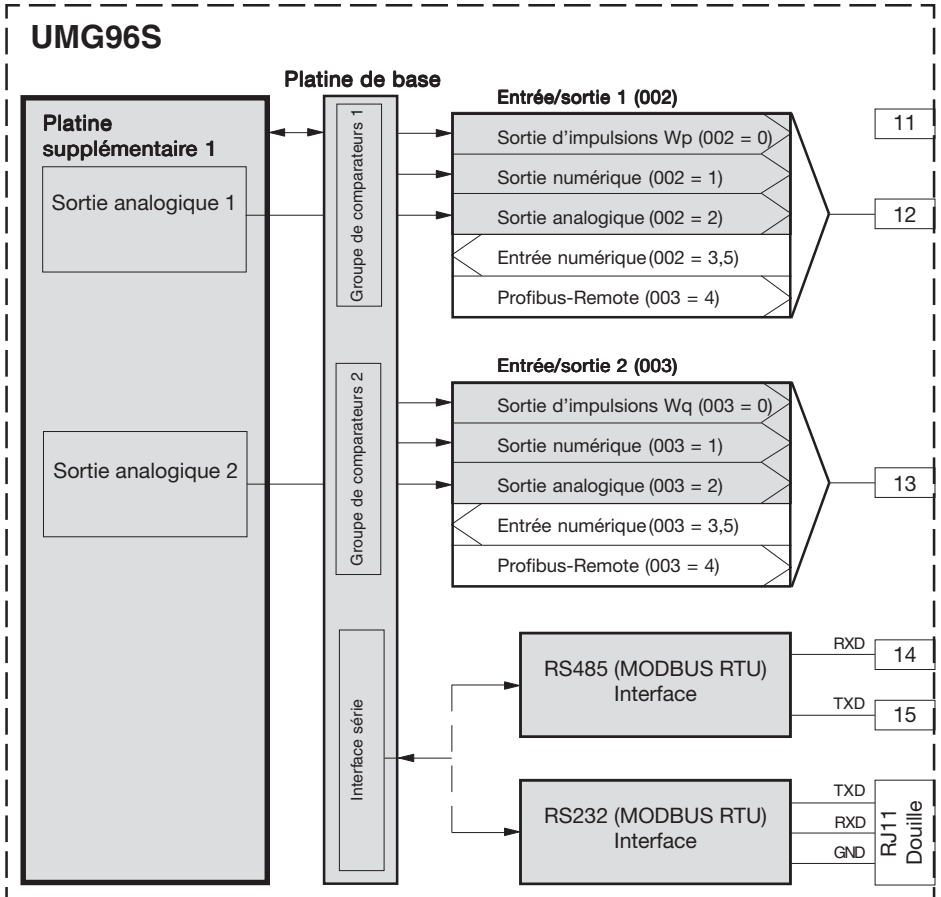 UMG96S
Platine de base
Platine
supplémentaire 1
Sortie analogique 1
Sortie analogique 2
Groupe de comparateurs 1
Groupe de comparateurs 2
Interface série
Entrée/sortie 1 (002)
Sortie d'impulsions Wp (002 = 0)
Sortie numérique (002 = 1)
Sortie analogique (002 = 2)
Entrée numérique (002 = 3,5)
Profibus-Remote (003 = 4)
11
12
Entrée/sortie 2 (003)
Sortie d'impulsions Wq (003 = 0)
Sortie numérique (003 = 1)
Sortie analogique (003 = 2)
Entrée numérique (003 = 3,5)
Profibus-Remote (003 = 4)
13
RS485 (MODBUS RTU)
Interface
RXD
14
TXD
15
RS232 (MODBUS RTU)
Interface
TXD
RXD
GND
RJ11
Douille